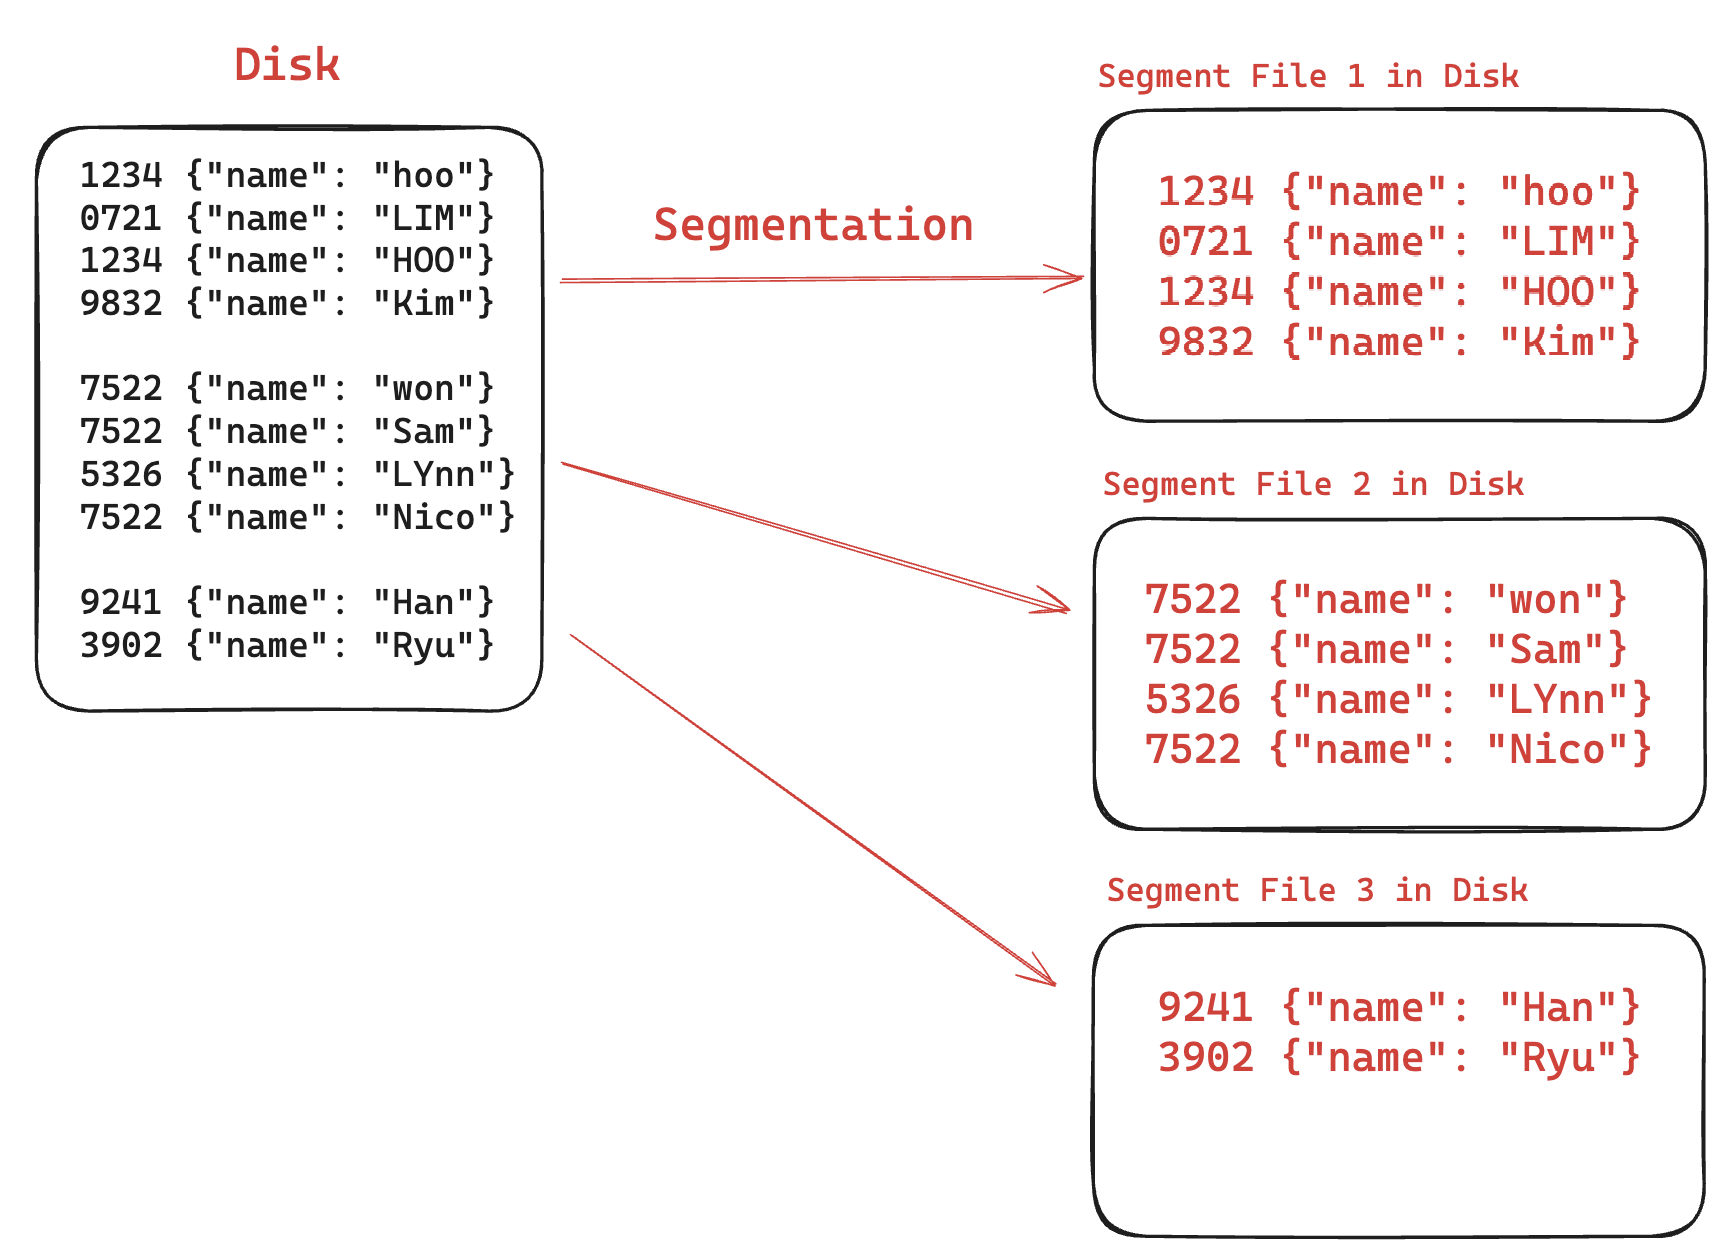 Disk
1234 {"name": "hoo"}
0721 {"name": "LIM"}
1234 {"name": "HOO"}
9832 {"name": "Kim"}
7522 {"name": "won"}
7522 {"name": "Sam"}
5326 {"name": "LYnn"}
7522 {"name": "Nico"}
9241 {"name": "Han"}
3902 {"name": "Ryu"}
Segmentation
Segment File 1 in Disk
1234 {"name": "hoo"}
0721 {"name": "LIM"}
1234 {"name": "HOO"}
9832 {"name": "Kim"}
Segment File 2 in Disk
7522 {"name": "won"}
7522 {"name": "Sam"}
5326 {"name": "LYnn"}
7522 {"name": "Nico"}
Segment File 3 in Disk
9241 {"name": "Han"}
3902 {"name": "Ryu"}